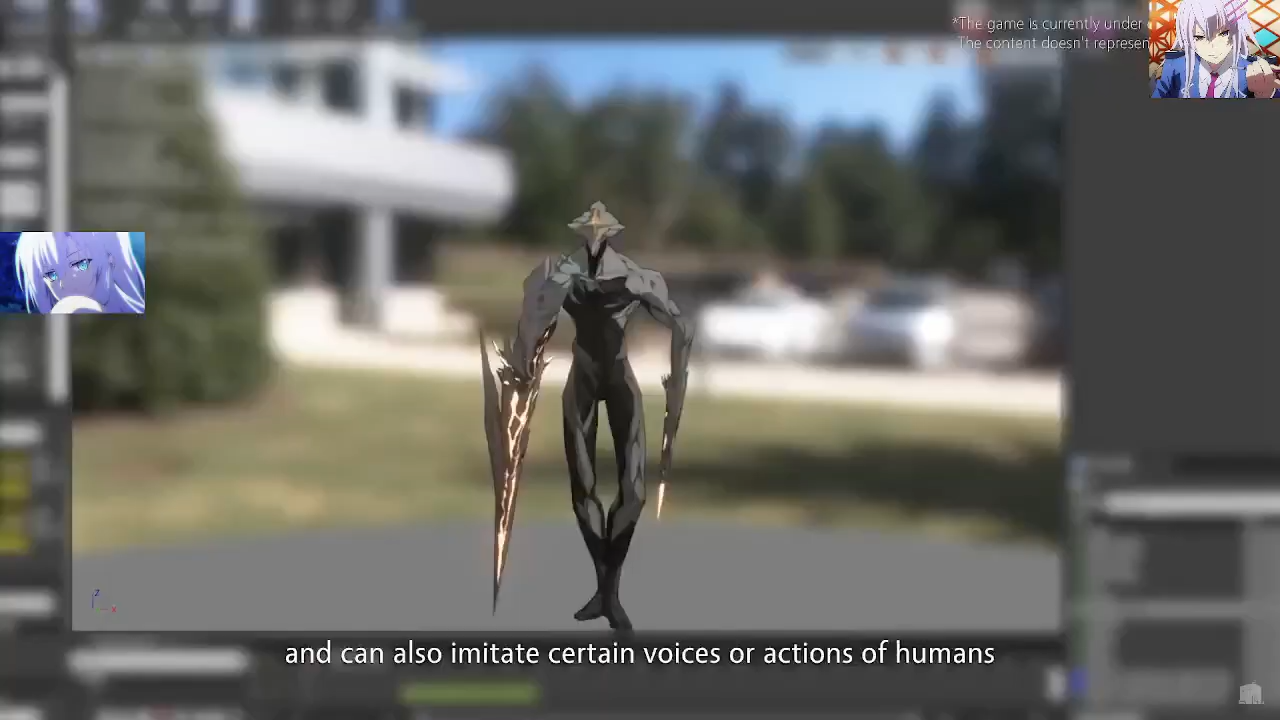 *The game is currently under
The content doesn't represen
z
x
and can also imitate certain voices or actions of humans